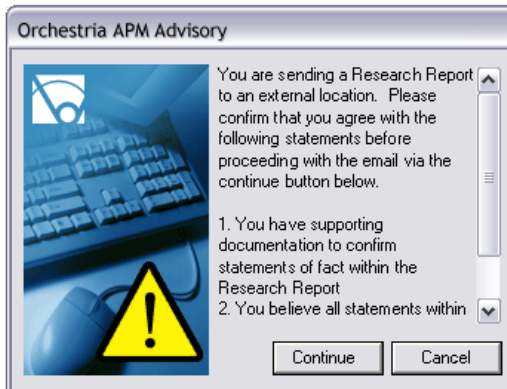 Orchestria APM Advisory
You are sending a Research Report
to an external location.  Please
confirm that you agree with the
following statements before
proceeding with the email via the
continue button below.
1. You have supporting
documentation to confirm
statements of fact within the
Research Report
2. You believe all statements within
Continue
Cancel